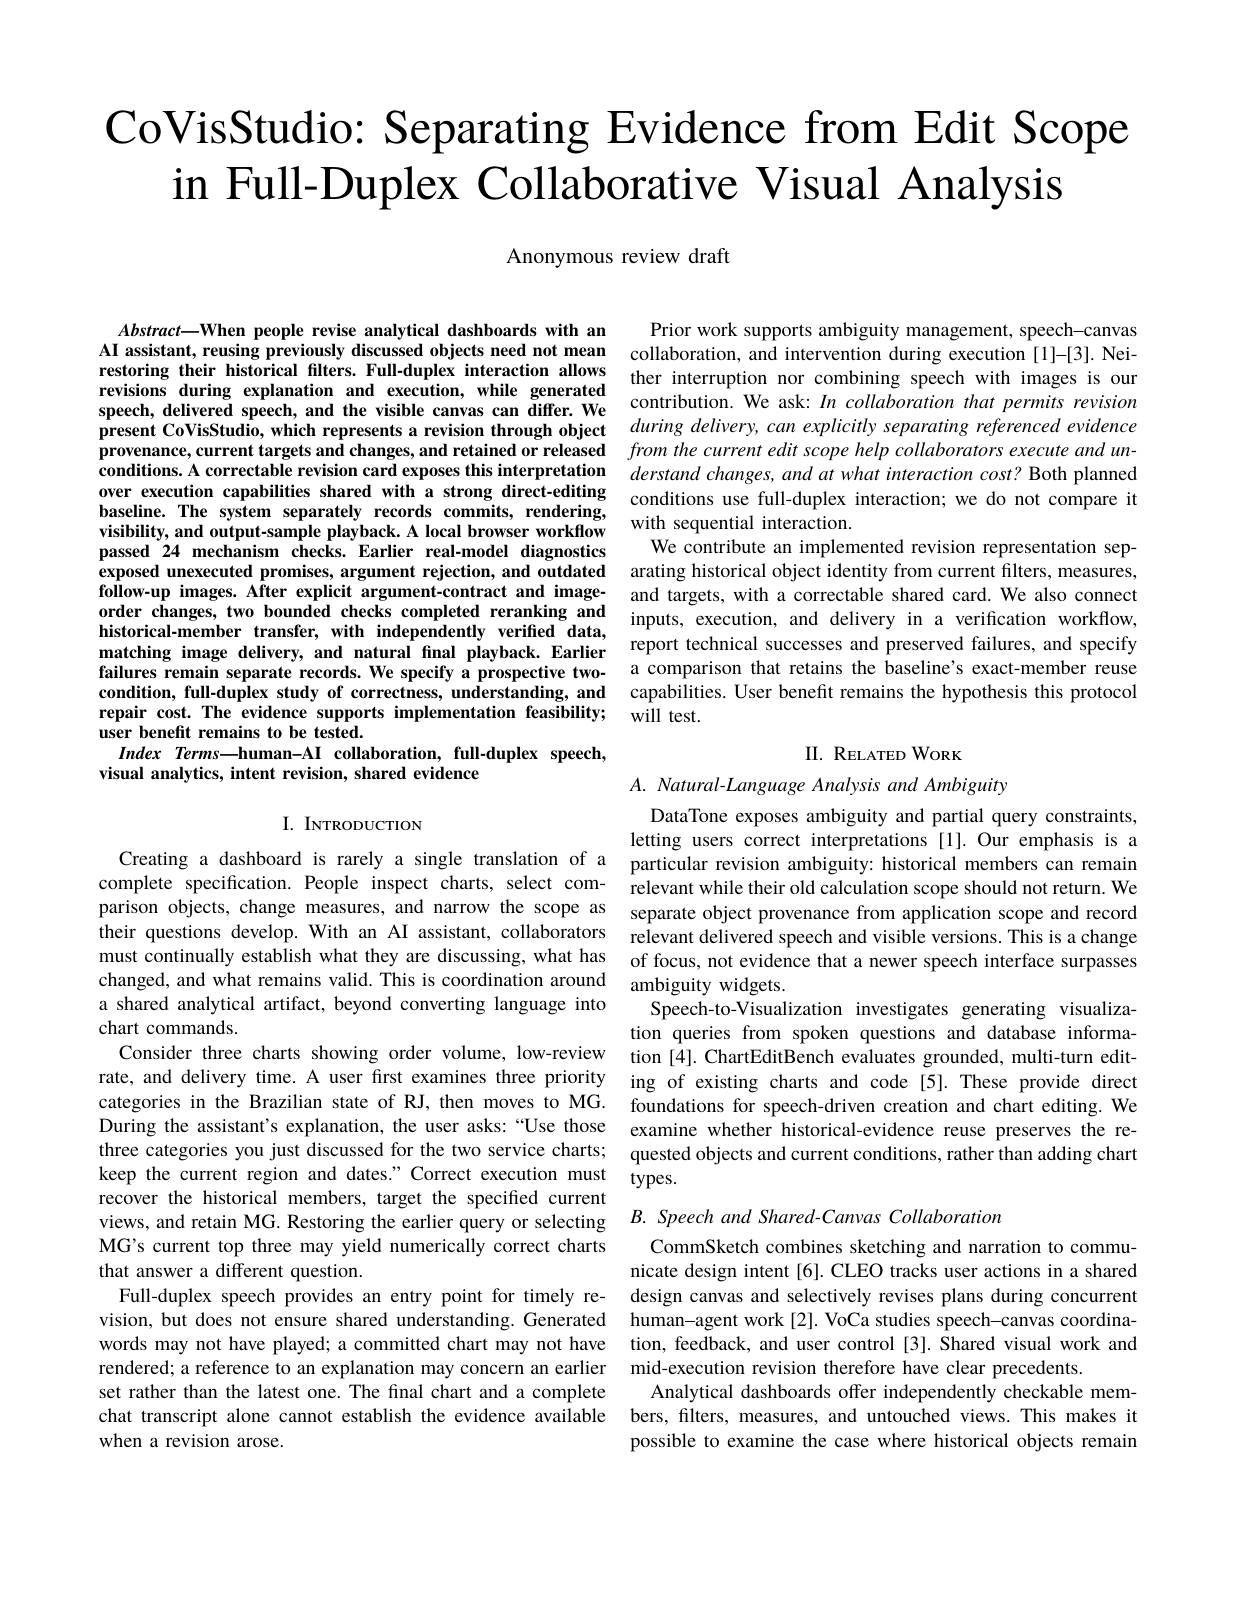 CoVisStudio: Separating Evidence from Edit Scope
in Full-Duplex Collaborative Visual Analysis
Anonymous review draft
Abstract—When people revise analytical dashboards with an
AI assistant, reusing previously discussed objects need not mean
restoring their historical filters. Full-duplex interaction allows
revisions during explanation and execution, while generated
speech, delivered speech, and the visible canvas can differ. We
present CoVisStudio, which represents a revision through object
provenance, current targets and changes, and retained or released
conditions. A correctable revision card exposes this interpretation
over execution capabilities shared with a strong direct-editing
baseline. The system separately records commits, rendering,
visibility, and output-sample playback. A local browser workflow
passed 24 mechanism checks. Earlier real-model diagnostics
exposed unexecuted promises, argument rejection, and outdated
follow-up images. After explicit argument-contract and image-
order changes, two bounded checks completed reranking and
historical-member transfer, with independently verified data,
matching image delivery, and natural final playback. Earlier
failures remain separate records. We specify a prospective two-
condition, full-duplex study of correctness, understanding, and
repair cost. The evidence supports implementation feasibility;
user benefit remains to be tested.
Index Terms—human–AI collaboration, full-duplex speech,
visual analytics, intent revision, shared evidence
I. Introduction
Creating a dashboard is rarely a single translation of a
complete specification. People inspect charts, select com-
parison objects, change measures, and narrow the scope as
their questions develop. With an AI assistant, collaborators
must continually establish what they are discussing, what has
changed, and what remains valid. This is coordination around
a shared analytical artifact, beyond converting language into
chart commands.
Consider three charts showing order volume, low-review
rate, and delivery time. A user first examines three priority
categories in the Brazilian state of RJ, then moves to MG.
During the assistant's explanation, the user asks: “Use those
three categories you just discussed for the two service charts;
keep the current region and dates.” Correct execution must
recover the historical members, target the specified current
views, and retain MG. Restoring the earlier query or selecting
MG's current top three may yield numerically correct charts
that answer a different question.
Full-duplex speech provides an entry point for timely re-
vision, but does not ensure shared understanding. Generated
words may not have played; a committed chart may not have
rendered; a reference to an explanation may concern an earlier
set rather than the latest one. The final chart and a complete
chat transcript alone cannot establish the evidence available
when a revision arose.
Prior work supports ambiguity management, speech–canvas
collaboration, and intervention during execution [1]–[3]. Nei-
ther interruption nor combining speech with images is our
contribution. We ask: In collaboration that permits revision
during delivery, can explicitly separating referenced evidence
from the current edit scope help collaborators execute and un-
derstand changes, and at what interaction cost? Both planned
conditions use full-duplex interaction; we do not compare it
with sequential interaction.
We contribute an implemented revision representation sep-
arating historical object identity from current filters, measures,
and targets, with a correctable shared card. We also connect
inputs, execution, and delivery in a verification workflow,
report technical successes and preserved failures, and specify
a comparison that retains the baseline's exact-member reuse
capabilities. User benefit remains the hypothesis this protocol
will test.
II. Related Work
A. Natural-Language Analysis and Ambiguity
DataTone exposes ambiguity and partial query constraints,
letting users correct interpretations [1]. Our emphasis is a
particular revision ambiguity: historical members can remain
relevant while their old calculation scope should not return. We
separate object provenance from application scope and record
relevant delivered speech and visible versions. This is a change
of focus, not evidence that a newer speech interface surpasses
ambiguity widgets.
Speech-to-Visualization investigates generating visualiza-
tion queries from spoken questions and database informa-
tion [4]. ChartEditBench evaluates grounded, multi-turn edit-
ing of existing charts and code [5]. These provide direct
foundations for speech-driven creation and chart editing. We
examine whether historical-evidence reuse preserves the re-
quested objects and current conditions, rather than adding chart
types.
B. Speech and Shared-Canvas Collaboration
CommSketch combines sketching and narration to commu-
nicate design intent [6]. CLEO tracks user actions in a shared
design canvas and selectively revises plans during concurrent
human–agent work [2]. VoCa studies speech–canvas coordina-
tion, feedback, and user control [3]. Shared visual work and
mid-execution revision therefore have clear precedents.
Analytical dashboards offer independently checkable mem-
bers, filters, measures, and untouched views. This makes it
possible to examine the case where historical objects remain